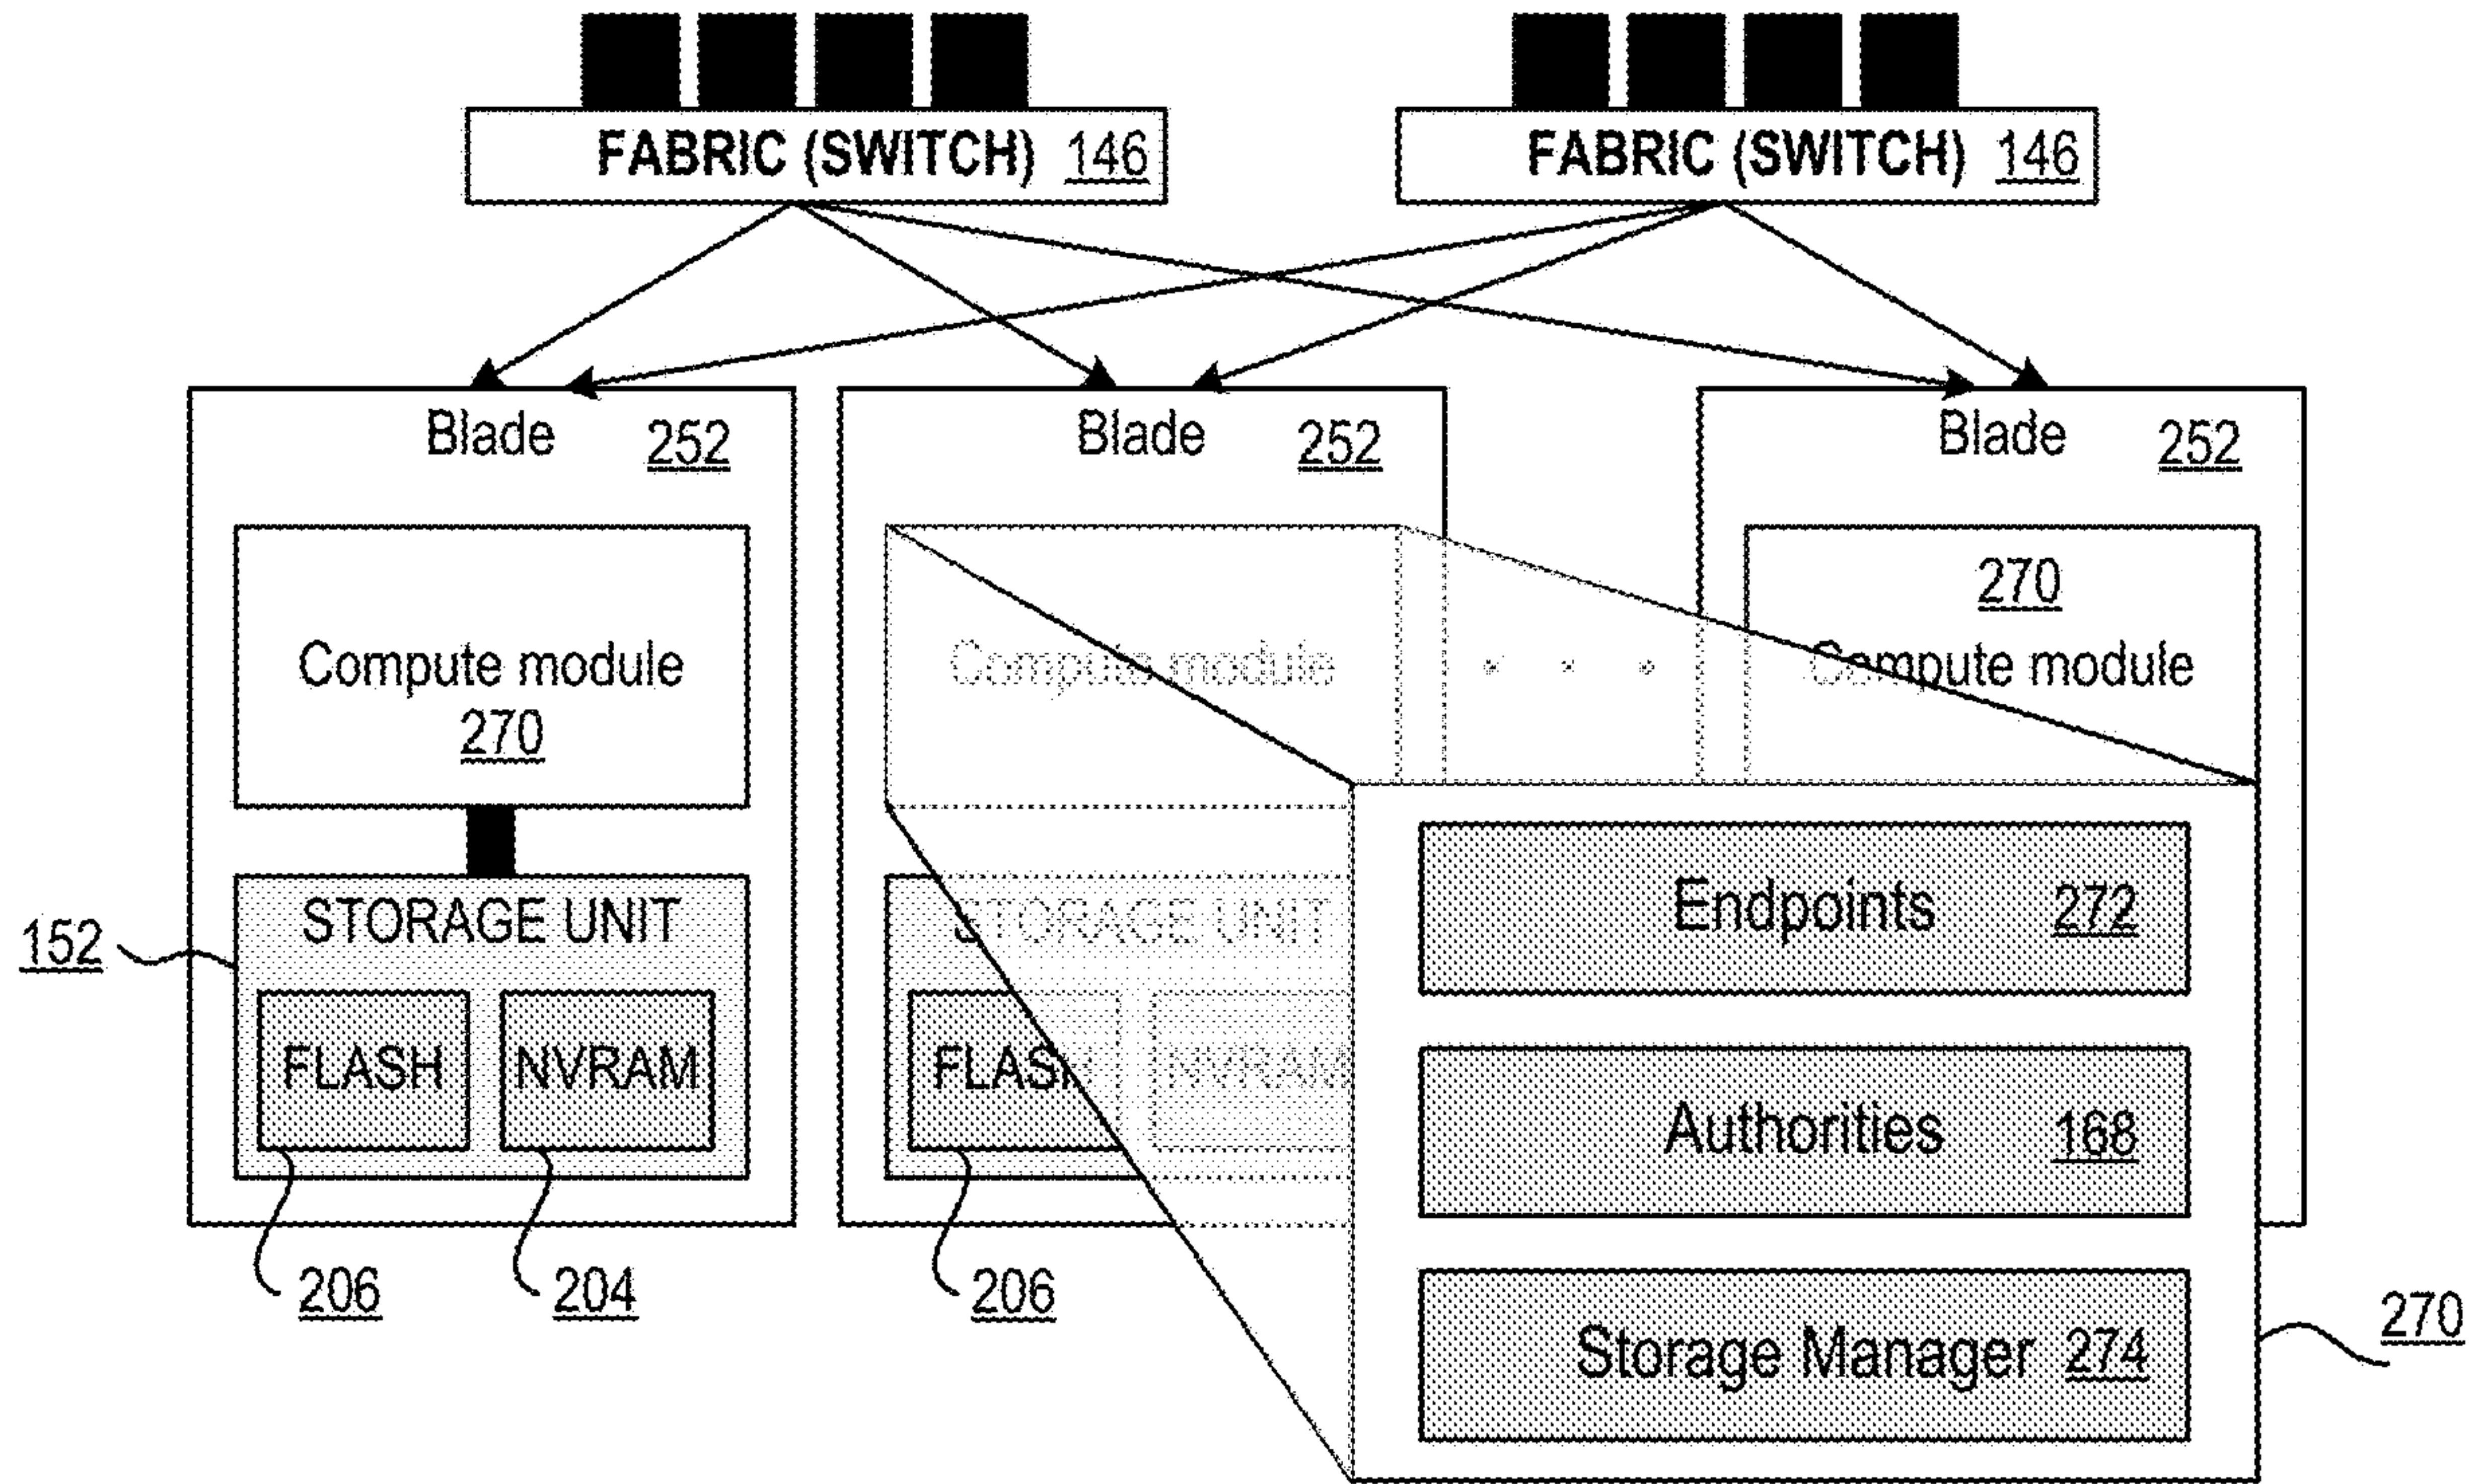 FABRIC (SWITCH) 146
FABRIC (SWITCH) 146
Blade 252
Blade 252
Blade 252
Compute module
270
Compute module
270
Compute module
STORAGE UNIT
152
FLASH
NVRAM
206
204
STORAGE UNIT
FLASH
NVRAM
206
Endpoints 272
Authorities 168
Storage Manager 274
270